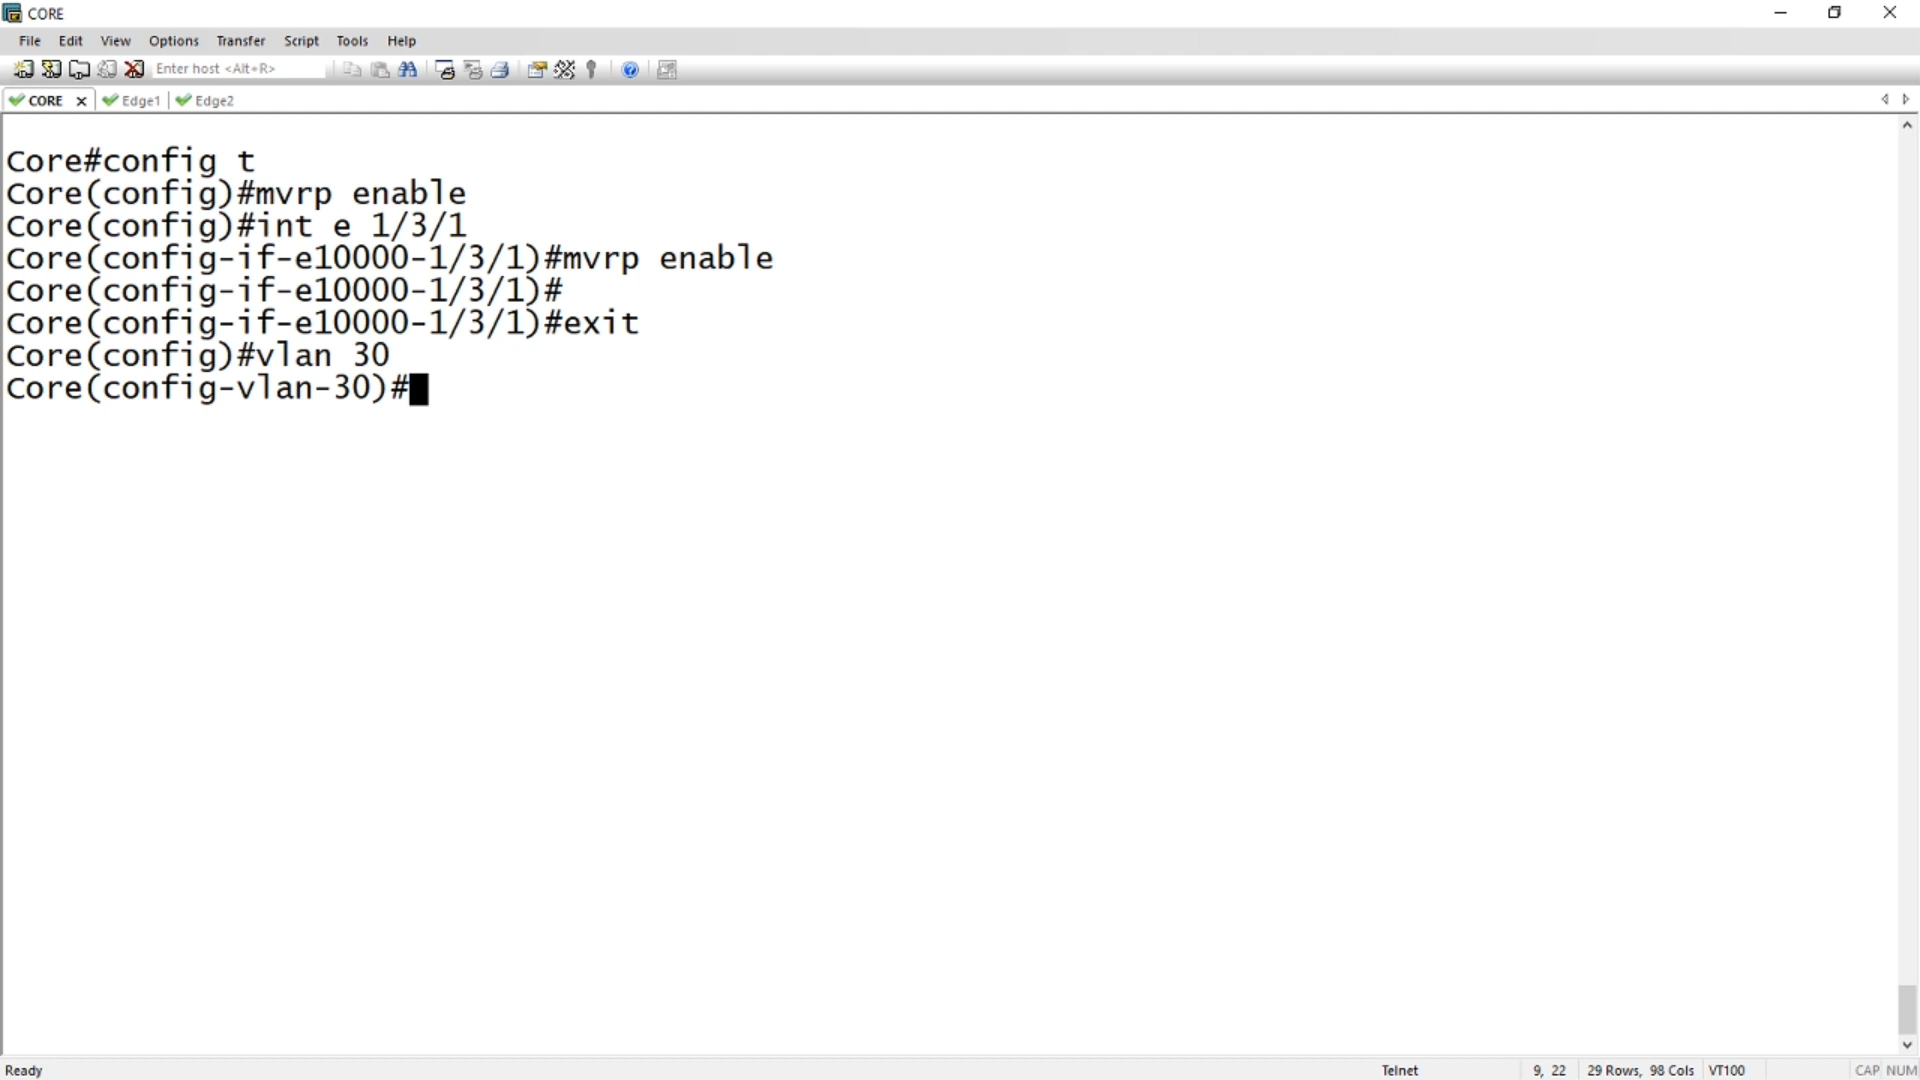 CORE
File Edit View Options Transfer Script Tools Help
Enter host <Alt+R>
CORE Edge1 Edge2
Core#config t
Core(config)#mvrp enable
Core(config)#int e 1/3/1
Core(config-if-e10000-1/3/1)#mvrp enable
Core(config-if-e10000-1/3/1)#
Core(config-if-e10000-1/3/1)#exit
Core(config)#vlan 30
Core(config-vlan-30)#
Ready Telnet 9, 22 29 Rows, 98 Cols VT100 CAP NUM